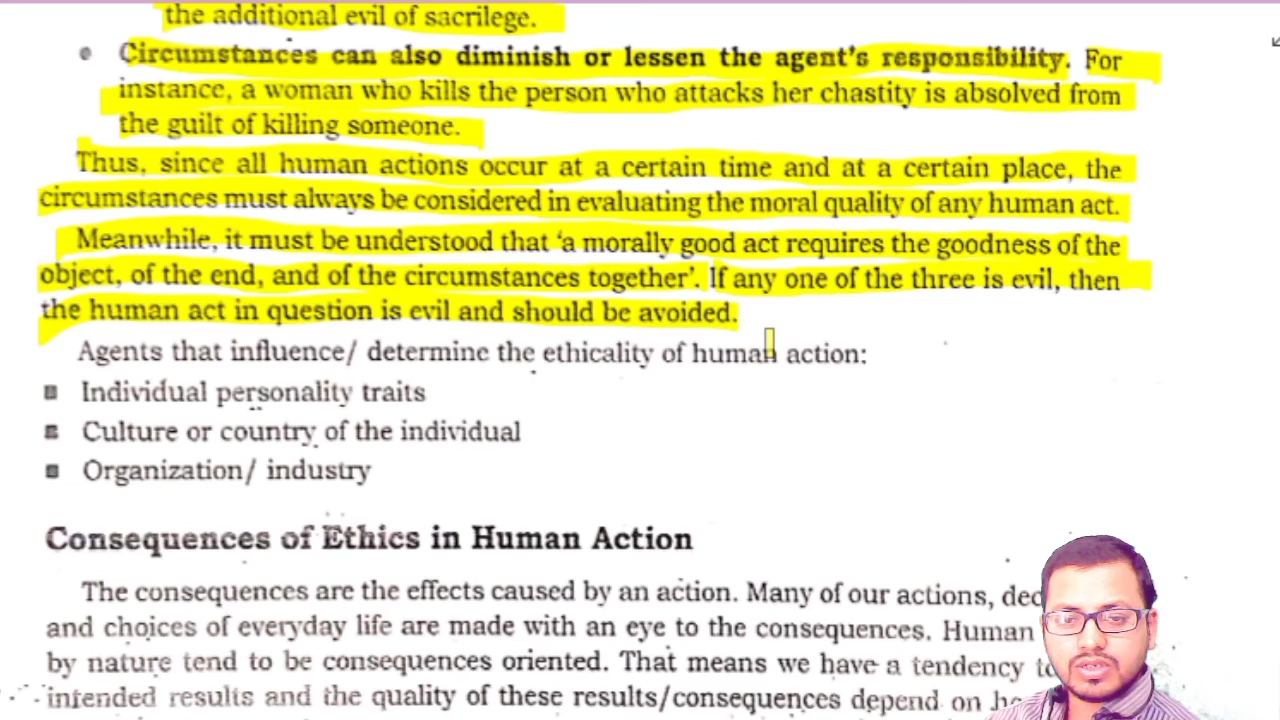 the additional evil of sacrilege.
Circumstances can also diminish or lessen the agent's responsibility. For
instance, a woman who kills the person who attacks her chastity is absolved from
the guilt of killing someone.
Thus, since all human actions occur at a certain time and at a certain place, the
circumstances must always be considered in evaluating the moral quality of any human act.
Meanwhile, it must be understood that 'a morally good act requires the goodness of the
object, of the end, and of the circumstances together'. If any one of the three is evil, then
the human act in question is evil and should be avoided.
Agents that influence/ determine the ethicality of human action:
Individual personality traits
Culture or country of the individual
Organization/ industry
Consequences of Ethics in Human Action
The consequences are the effects caused by an action. Many of our actions,
and choices of everyday life are made with an eye to the consequences. Human
by nature tend to be consequences oriented. That means we have a tendency
intended results and the quality of these results/consequences depend on